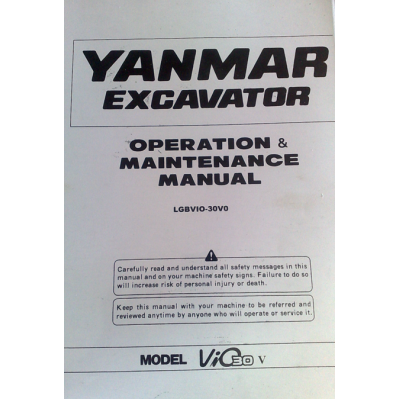 YANMAR
EXCAVATOR
OPERATION &
MAINTENANCE
MANUAL
LGBVIO-30V0
Carefully read and understand all safety messages in this
manual and on your machine safety signs. Failure to do so
will increase risk of personal injury or death.
Keep this manual with your machine to be referred and
reviewed anytime by anyone who will operate or service it.
MODEL ViO30 V